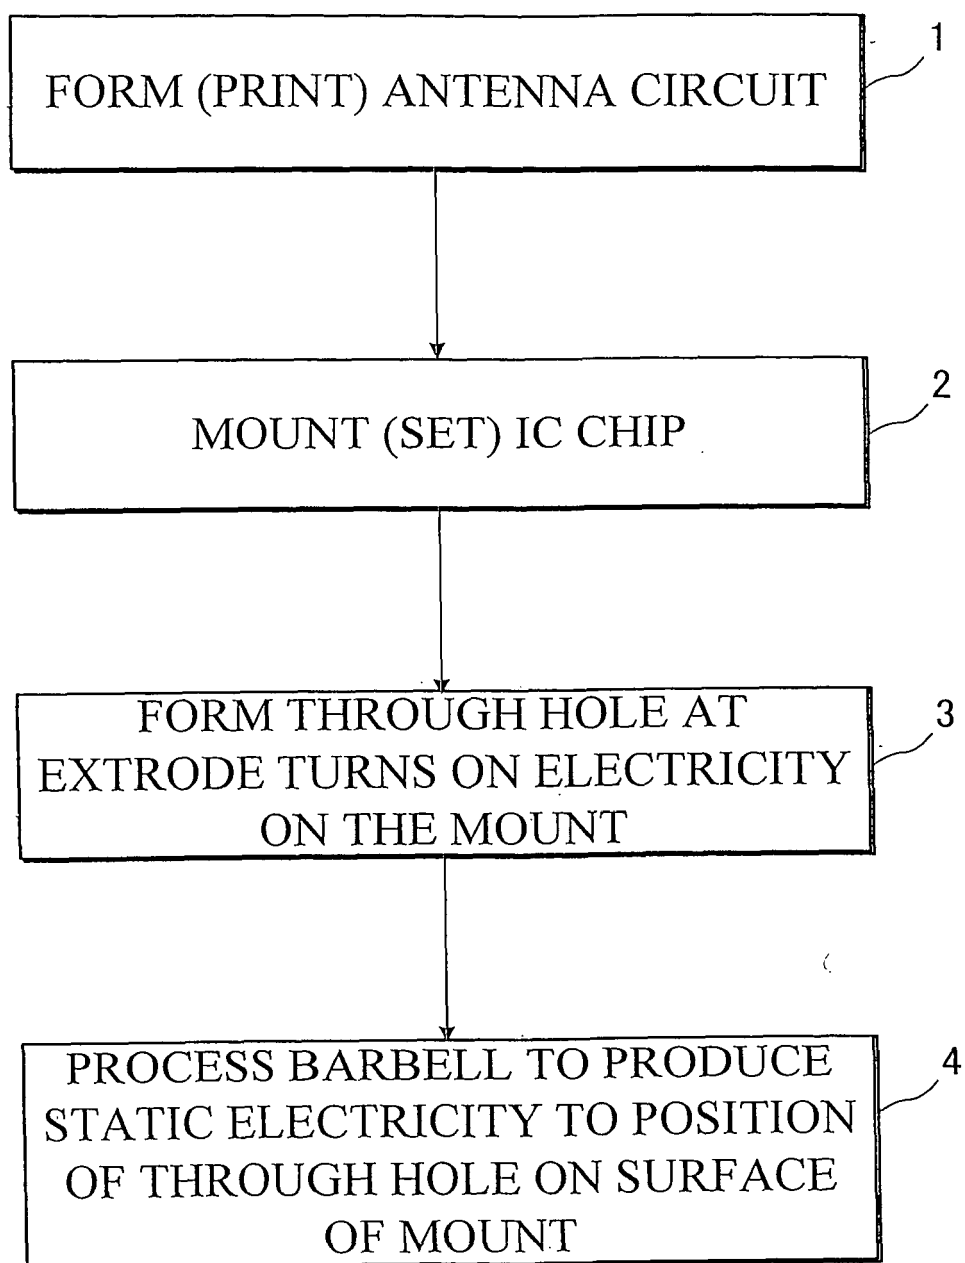 FORM (PRINT) ANTENNA CIRCUIT
1
MOUNT (SET) IC CHIP
2
FORM THROUGH HOLE AT
EXTRODE TURNS ON ELECTRICITY
ON THE MOUNT
3
PROCESS BARBELL TO PRODUCE
STATIC ELECTRICITY TO POSITION
OF THROUGH HOLE ON SURFACE
OF MOUNT
4